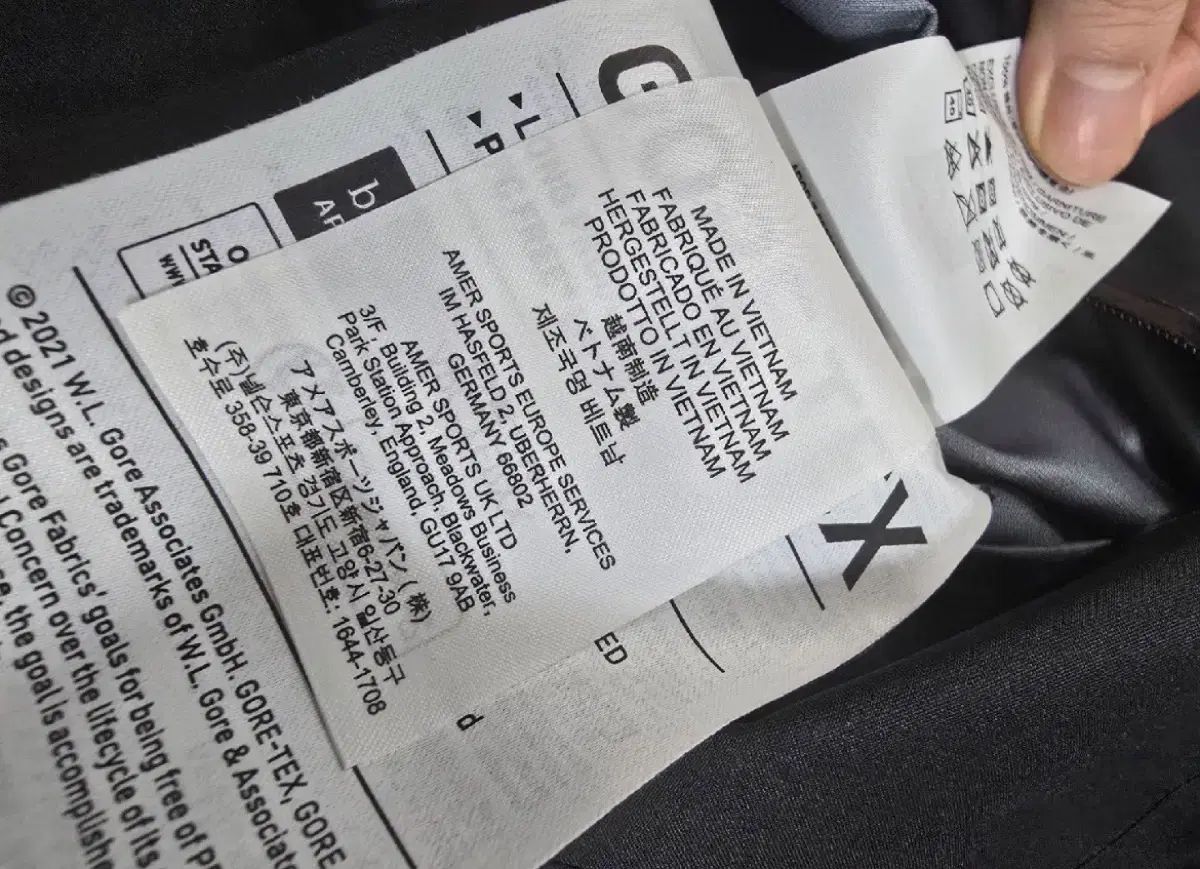 MADE IN VIETNAM
FABRIQUÉ AU VIETNAM
FABRICADO EN VIETNAM
HERGESTELLT IN VIETNAM
PRODOTTO IN VIETNAM
越南制造
ベトナム製
제조국명 베트남
AMER SPORTS EUROPE SERVICES
IM HASFELD 2, UBERHERRN,
GERMANY 66802
AMER SPORTS UK LTD
3/F, Building 2, Meadows Business
Park Station Approach, Blackwater,
Camberley, England, GU17 9AB
アメアスポーツジャパン (株)
東京都新宿区新宿6-27-30
(주)넬슨스포츠 경기도 고양시 일산동구
호수로 358-39 710호 대표번호: 1644-1708
G
X
▶L
▶P
b
O
STA
www
ED
d
© 2021 W.L. Gore Associates GmbH. GORE-TEX, GORE
d designs are trademarks of W.L. Gore & Associat
s Gore Fabrics' goals for being free of P
d Concern over the lifecycle of its
the goal is accomplishe
40